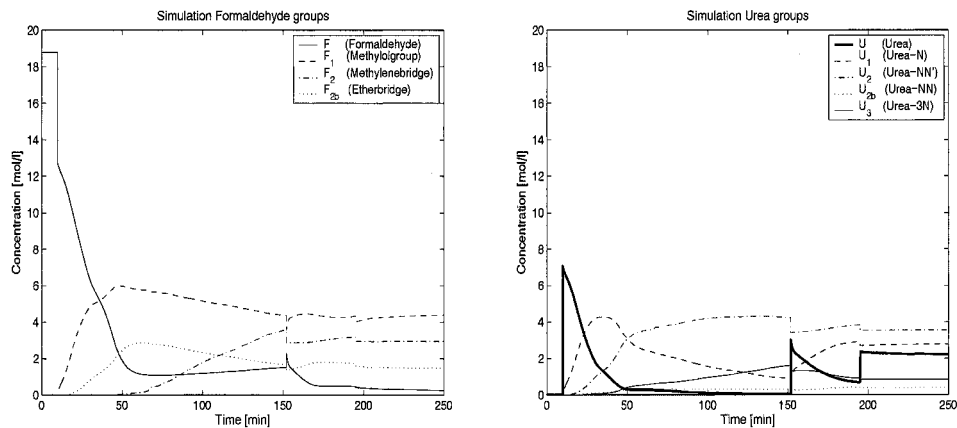 Simulation Formaldehyde groups
20
18
16
14
12
10
8
6
4
2
0
Concentration [mol/l]
F (Formaldehyde)
F1 (Methylolgroup)
F2 (Methylenebridge)
F2b (Etherbridge)
0 50 100 150 200 250
Time [min]
Simulation Urea groups
20
18
16
14
12
10
8
6
4
2
0
Concentration [mol/l]
U (Urea)
U1 (Urea-N)
U2 (Urea-NN')
U2b (Urea-NN)
U3 (Urea-3N)
0 50 100 150 200 250
Time [min]